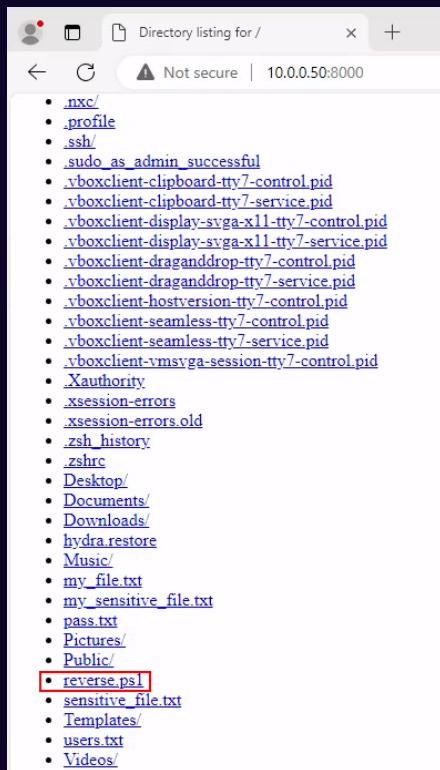 Directory listing for /
Not secure | 10.0.0.50:8000
.nxc/
.profile
.ssh/
.sudo_as_admin_successful
.vboxclient-clipboard-tty7-control.pid
.vboxclient-clipboard-tty7-service.pid
.vboxclient-display-svga-x11-tty7-control.pid
.vboxclient-display-svga-x11-tty7-service.pid
.vboxclient-draganddrop-tty7-control.pid
.vboxclient-draganddrop-tty7-service.pid
.vboxclient-hostversion-tty7-control.pid
.vboxclient-seamless-tty7-control.pid
.vboxclient-seamless-tty7-service.pid
.vboxclient-vmsvga-session-tty7-control.pid
.Xauthority
.xsession-errors
.xsession-errors.old
.zsh_history
.zshrc
Desktop/
Documents/
Downloads/
hydra.restore
Music/
my_file.txt
my_sensitive_file.txt
pass.txt
Pictures/
Public/
reverse.ps1
sensitive_file.txt
Templates/
users.txt
Videos/